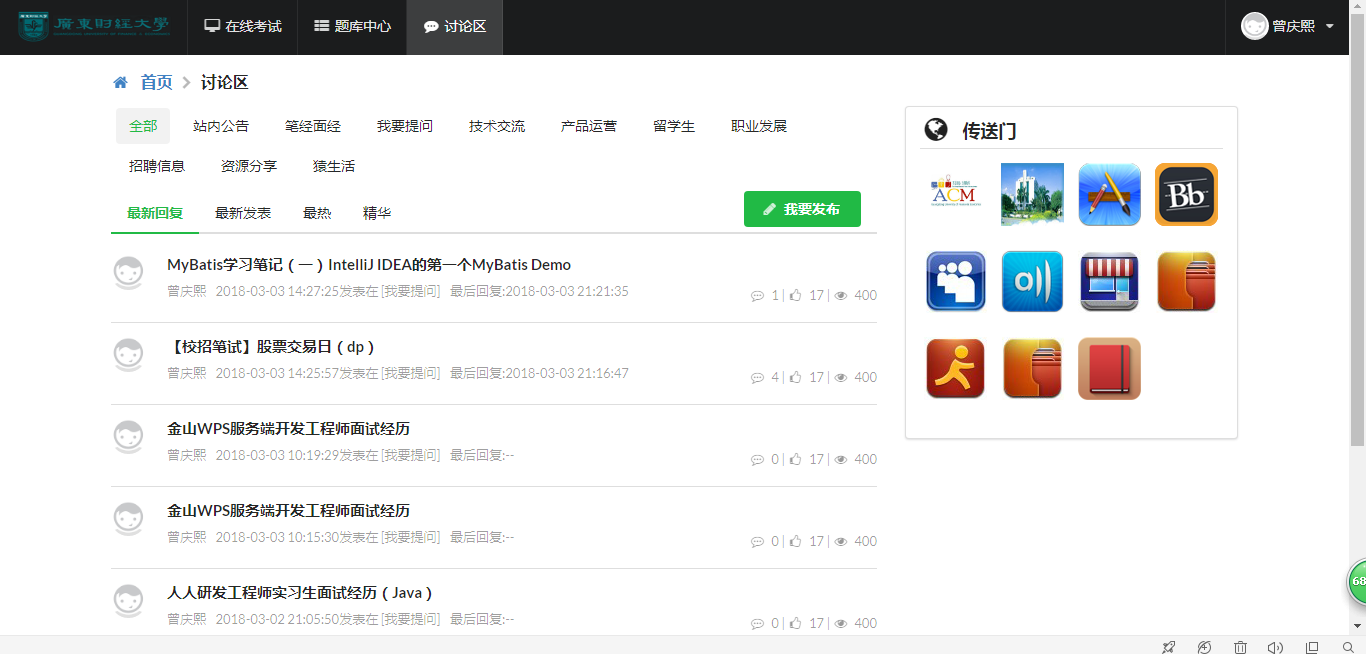 廣東財經大學
在线考试
题库中心
讨论区
曾庆熙
首页 讨论区
全部 站内公告 笔经面经 我要提问 技术交流 产品运营 留学生 职业发展
招聘信息 资源分享 猿生活
最新回复 最新发表 最热 精华
我要发布
MyBatis学习笔记（一）IntelliJ IDEA的第一个MyBatis Demo
曾庆熙 2018-03-03 14:27:25发表在 [我要提问] 最后回复:2018-03-03 21:21:35
1 | 17 | 400
【校招笔试】股票交易日（dp）
曾庆熙 2018-03-03 14:25:57发表在 [我要提问] 最后回复:2018-03-03 21:16:47
4 | 17 | 400
金山WPS服务端开发工程师面试经历
曾庆熙 2018-03-03 10:19:29发表在 [我要提问] 最后回复:--
0 | 17 | 400
金山WPS服务端开发工程师面试经历
曾庆熙 2018-03-03 10:15:30发表在 [我要提问] 最后回复:--
0 | 17 | 400
人人研发工程师实习生面试经历（Java）
曾庆熙 2018-03-02 21:05:50发表在 [我要提问] 最后回复:--
0 | 17 | 400
传送门
ACM
Bb
68